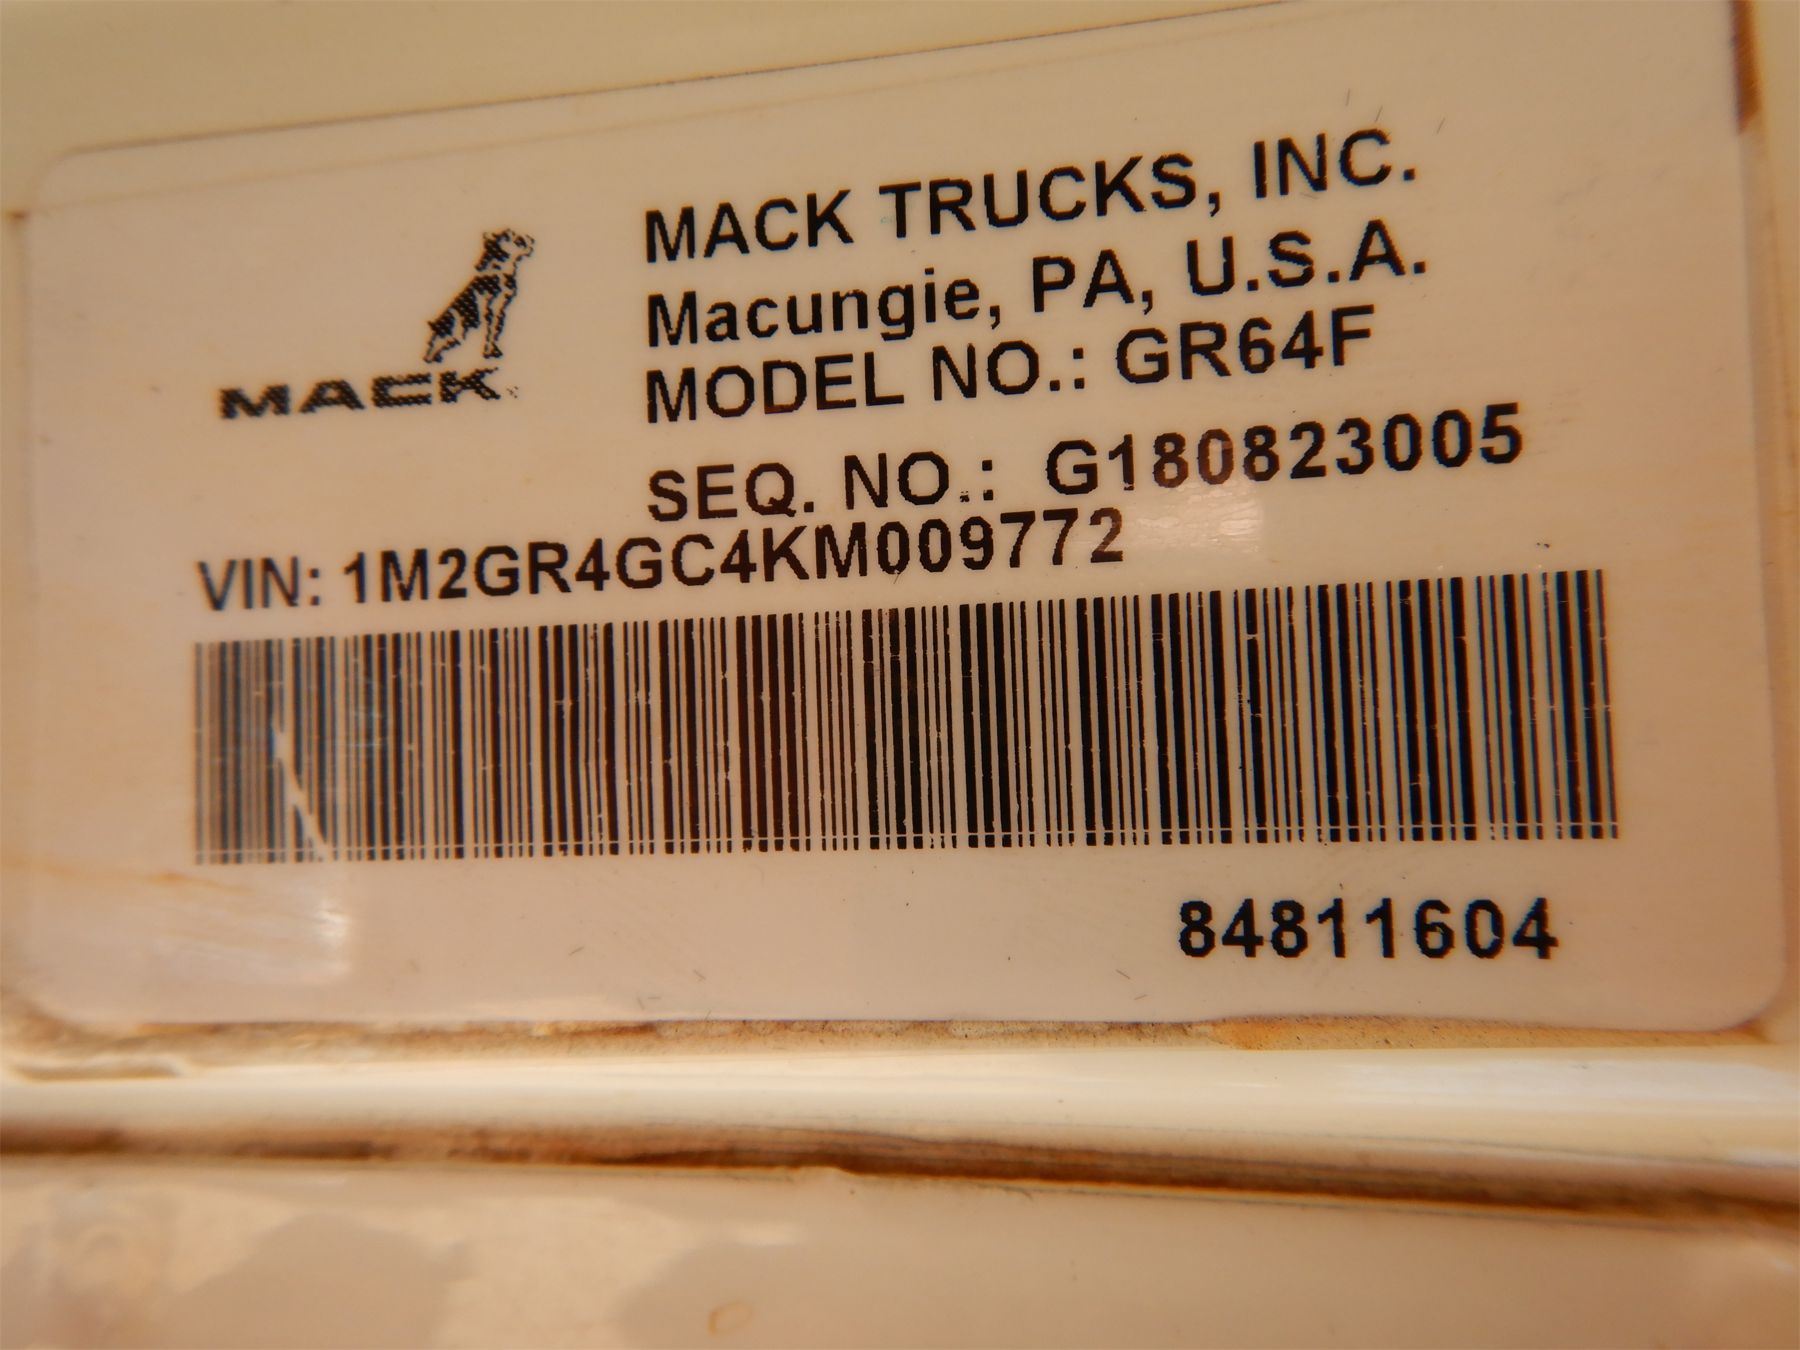 MACK
MACK TRUCKS, INC.
Macungie, PA, U.S.A.
MODEL NO.: GR64F
SEQ. NO.: G180823005
VIN: 1M2GR4GC4KM009772
84811604